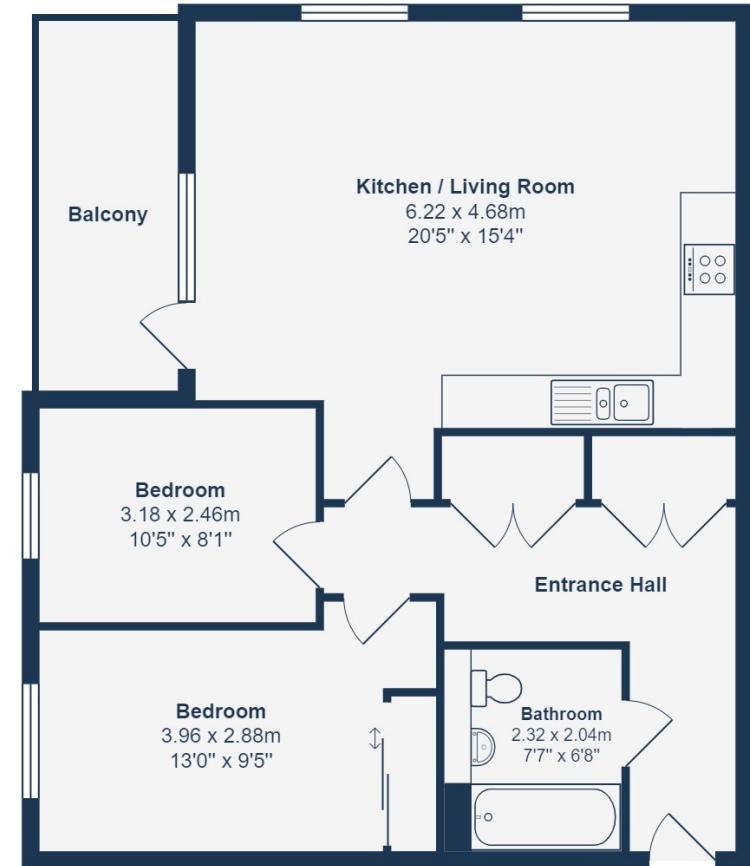 Kitchen / Living Room
6.22 x 4.68m
20'5" x 15'4"
Balcony
Bedroom
3.18 x 2.46m
10'5" x 8'1"
Entrance Hall
Bedroom
3.96 x 2.88m
13'0" x 9'5"
Bathroom
2.32 x 2.04m
7'7" x 6'8"